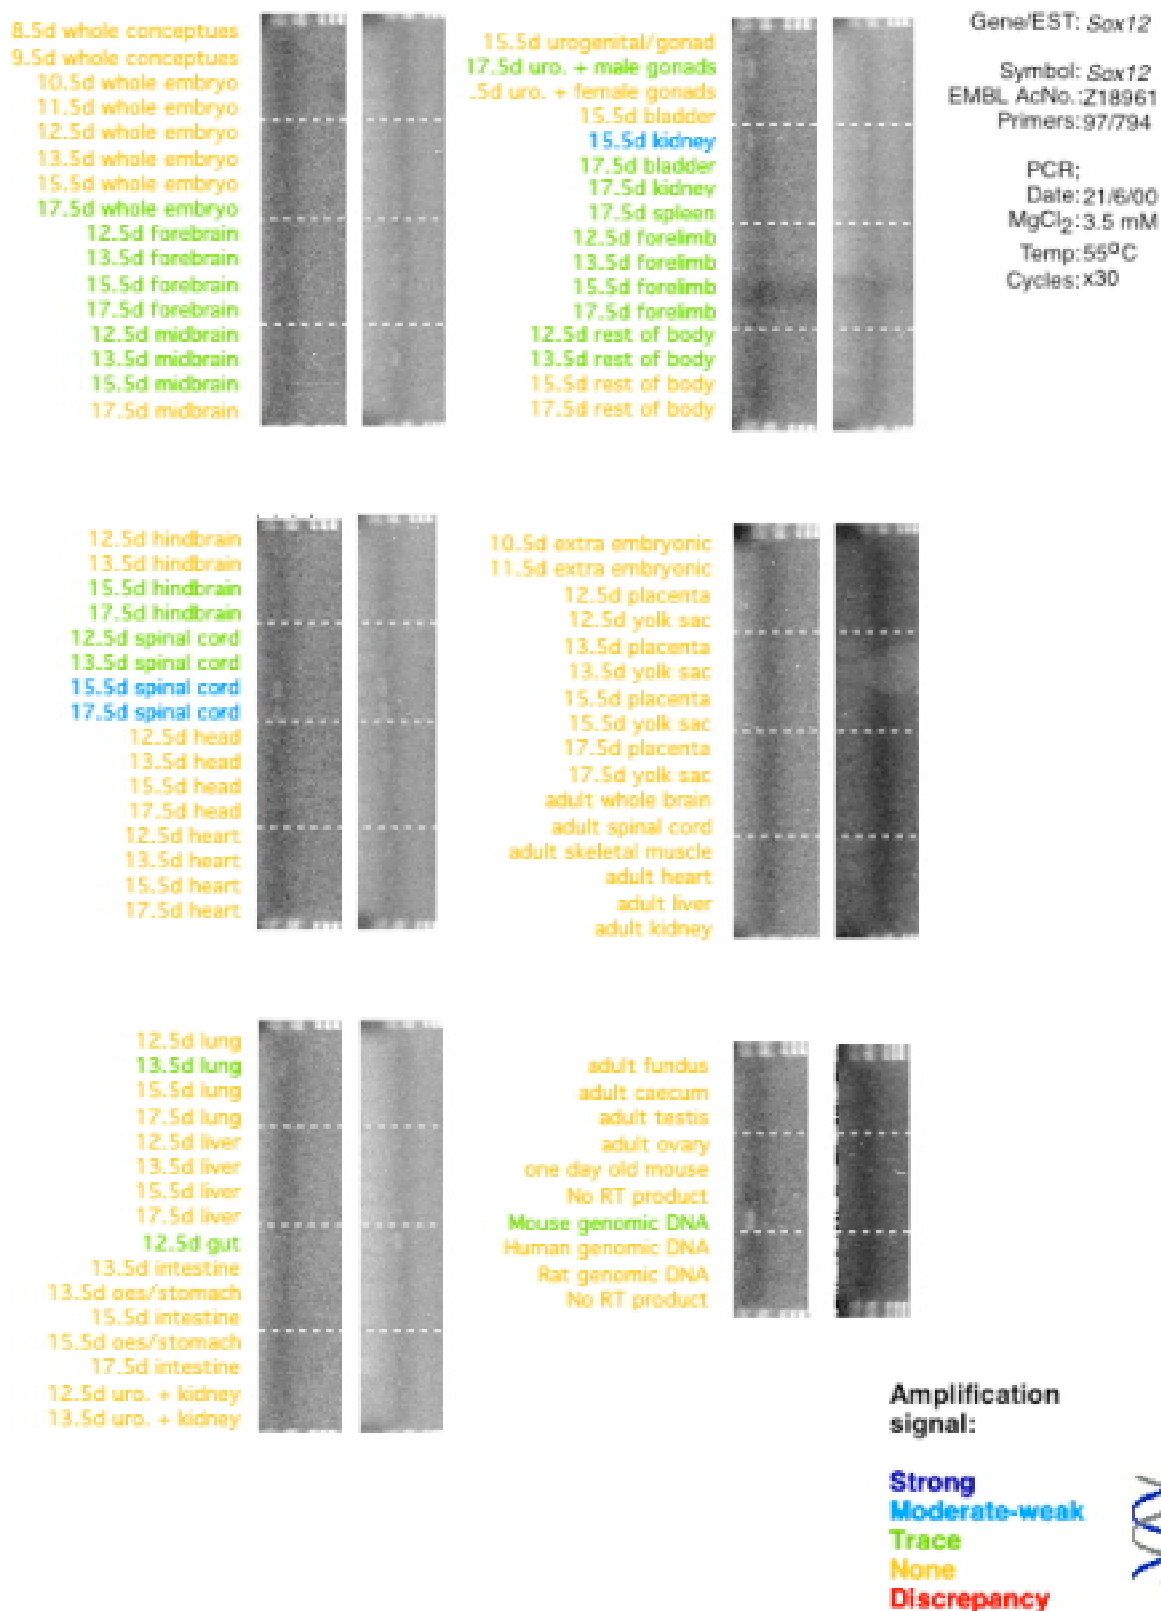 8.5d whole conceptues
9.5d whole conceptues
10.5d whole embryo
11.5d whole embryo
12.5d whole embryo
13.5d whole embryo
15.5d whole embryo
17.5d whole embryo
12.5d forebrain
13.5d forebrain
15.5d forebrain
17.5d forebrain
12.5d midbrain
13.5d midbrain
15.5d midbrain
17.5d midbrain
15.5d urogenital/gonad
17.5d uro. + male gonads
.5d uro. + female gonads
15.5d bladder
15.5d kidney
17.5d bladder
17.5d kidney
17.5d spleen
12.5d forelimb
13.5d forelimb
15.5d forelimb
17.5d forelimb
12.5d rest of body
13.5d rest of body
15.5d rest of body
17.5d rest of body
Gene/EST: Sox12
Symbol: Sox12
EMBL AcNo.:Z18961
Primers: 97/794
PCR;
Date: 21/6/00
MgCl2: 3.5 mM
Temp: 55°C
Cycles: x30
12.5d hindbrain
13.5d hindbrain
15.5d hindbrain
17.5d hindbrain
12.5d spinal cord
13.5d spinal cord
15.5d spinal cord
17.5d spinal cord
12.5d head
13.5d head
15.5d head
17.5d head
12.5d heart
13.5d heart
15.5d heart
17.5d heart
10.5d extra embryonic
11.5d extra embryonic
12.5d placenta
12.5d yolk sac
13.5d placenta
13.5d yolk sac
15.5d placenta
15.5d yolk sac
17.5d placenta
17.5d yolk sac
adult whole brain
adult spinal cord
adult skeletal muscle
adult heart
adult liver
adult kidney
12.5d lung
13.5d lung
15.5d lung
17.5d lung
12.5d liver
13.5d liver
15.5d liver
17.5d liver
12.5d gut
13.5d intestine
13.5d oes/stomach
15.5d intestine
15.5d oes/stomach
17.5d intestine
12.5d uro. + kidney
13.5d uro. + kidney
adult fundus
adult caecum
adult testis
adult ovary
one day old mouse
No RT product
Mouse genomic DNA
Human genomic DNA
Rat genomic DNA
No RT product
Amplification
signal:
Strong
Moderate-weak
Trace
None
Discrepancy